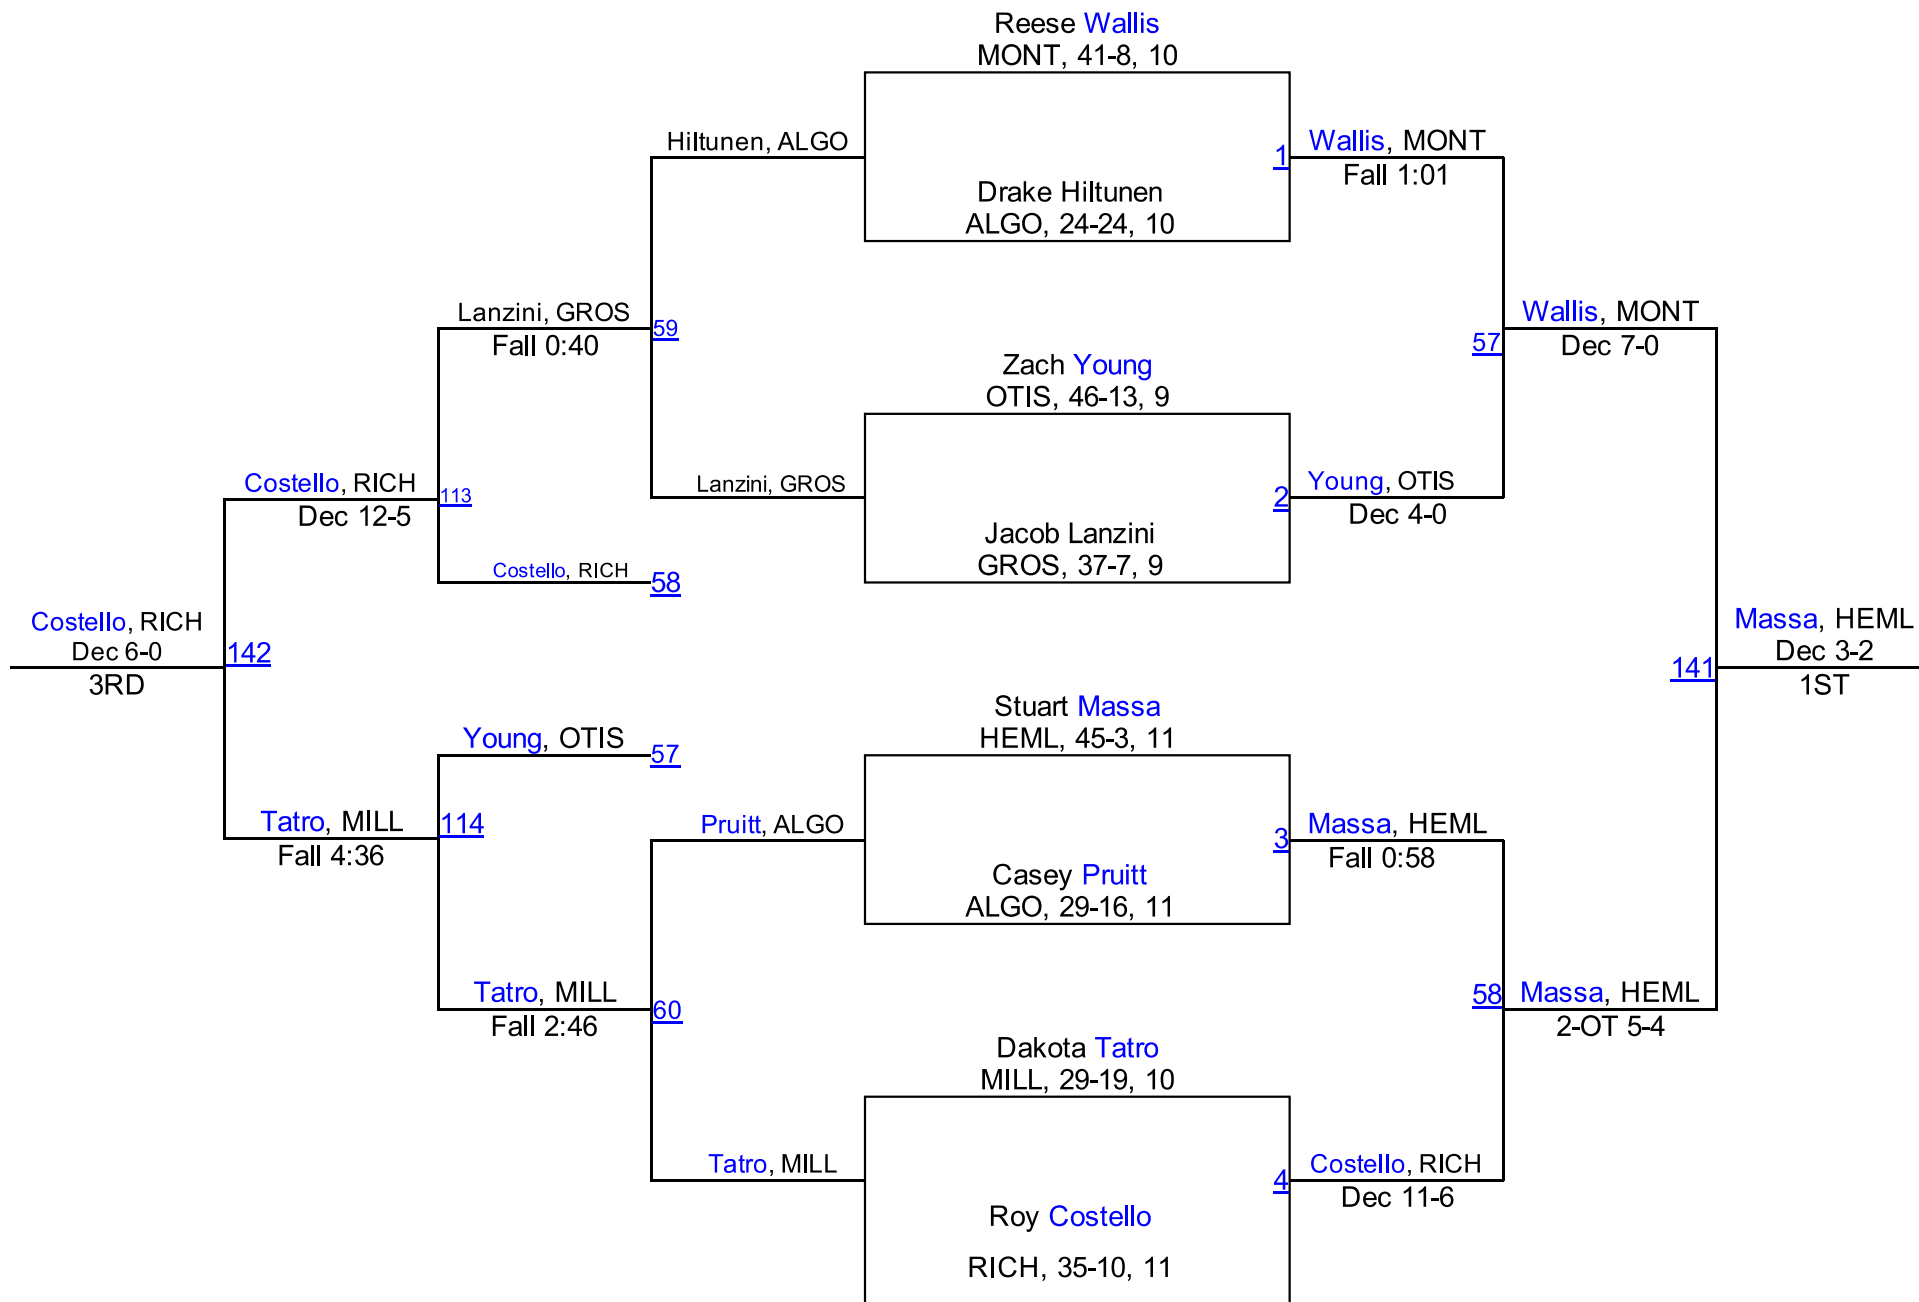 Reese Wallis
MONT, 41-8, 10
Hiltunen, ALGO
1
Wallis, MONT
Fall 1:01
Drake Hiltunen
ALGO, 24-24, 10
Lanzini, GROS
Fall 0:40
59
57
Wallis, MONT
Dec 7-0
Zach Young
OTIS, 46-13, 9
Costello, RICH
Dec 12-5
113
Lanzini, GROS
2
Young, OTIS
Dec 4-0
Jacob Lanzini
GROS, 37-7, 9
Costello, RICH
58
Costello, RICH
Dec 6-0
3RD
142
141
Massa, HEML
Dec 3-2
1ST
Stuart Massa
HEML, 45-3, 11
Young, OTIS
57
Tatro, MILL
Fall 4:36
114
Pruitt, ALGO
3
Massa, HEML
Fall 0:58
Casey Pruitt
ALGO, 29-16, 11
Tatro, MILL
Fall 2:46
60
58
Massa, HEML
2-OT 5-4
Dakota Tatro
MILL, 29-19, 10
Tatro, MILL
4
Costello, RICH
Dec 11-6
Roy Costello
RICH, 35-10, 11